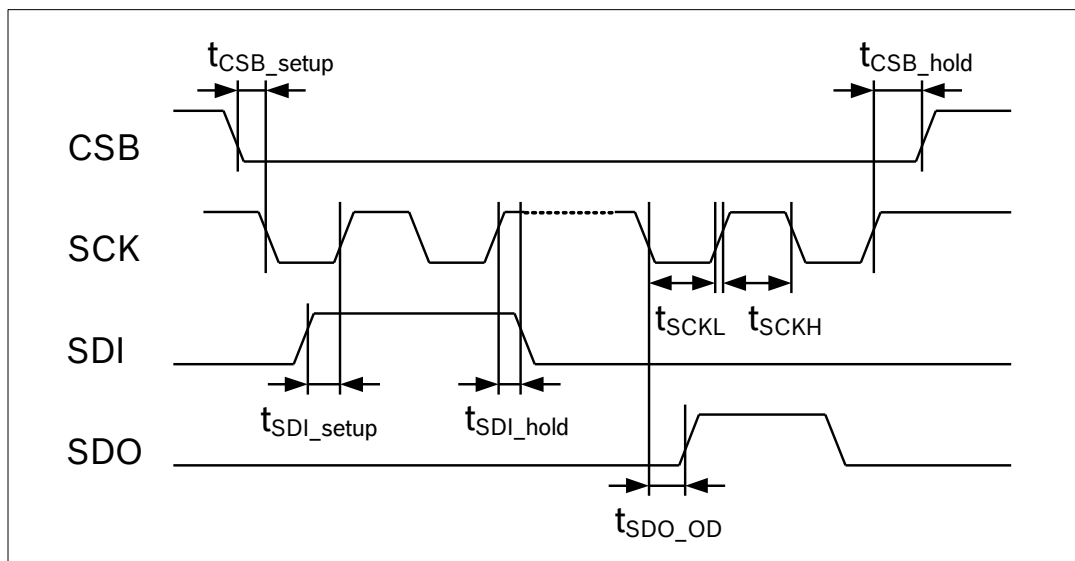 tCSB_setup
tCSB_hold
CSB
SCK
tSCKL
tSCKH
SDI
tSDI_setup
tSDI_hold
SDO
tSDO_OD